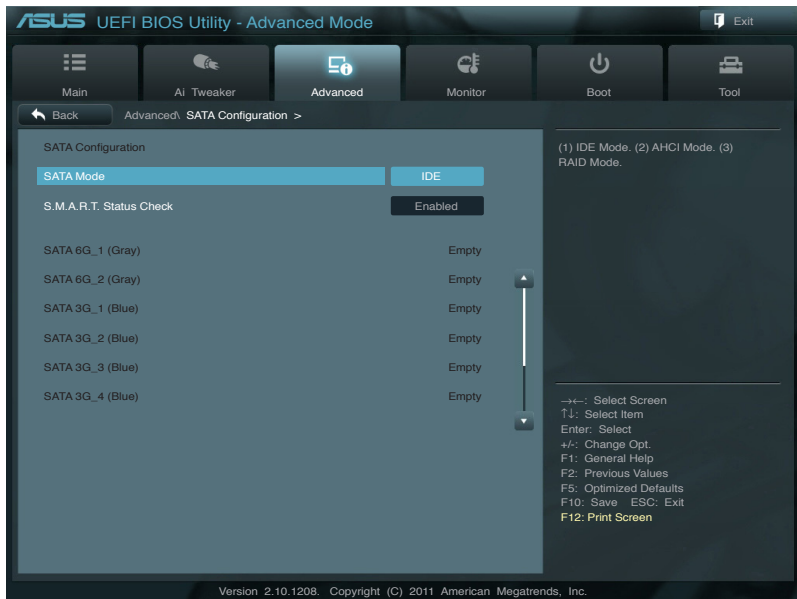 ASUS UEFI BIOS Utility - Advanced Mode
Exit
Main
Ai Tweaker
Advanced
Monitor
Boot
Tool
Back
Advanced\ SATA Configuration >
SATA Configuration
SATA Mode IDE
S.M.A.R.T. Status Check Enabled
SATA 6G_1 (Gray) Empty
SATA 6G_2 (Gray) Empty
SATA 3G_1 (Blue) Empty
SATA 3G_2 (Blue) Empty
SATA 3G_3 (Blue) Empty
SATA 3G_4 (Blue) Empty
(1) IDE Mode. (2) AHCI Mode. (3)
RAID Mode.
→←: Select Screen
↑↓: Select Item
Enter: Select
+/-: Change Opt.
F1: General Help
F2: Previous Values
F5: Optimized Defaults
F10: Save ESC: Exit
F12: Print Screen
Version 2.10.1208. Copyright (C) 2011 American Megatrends, Inc.